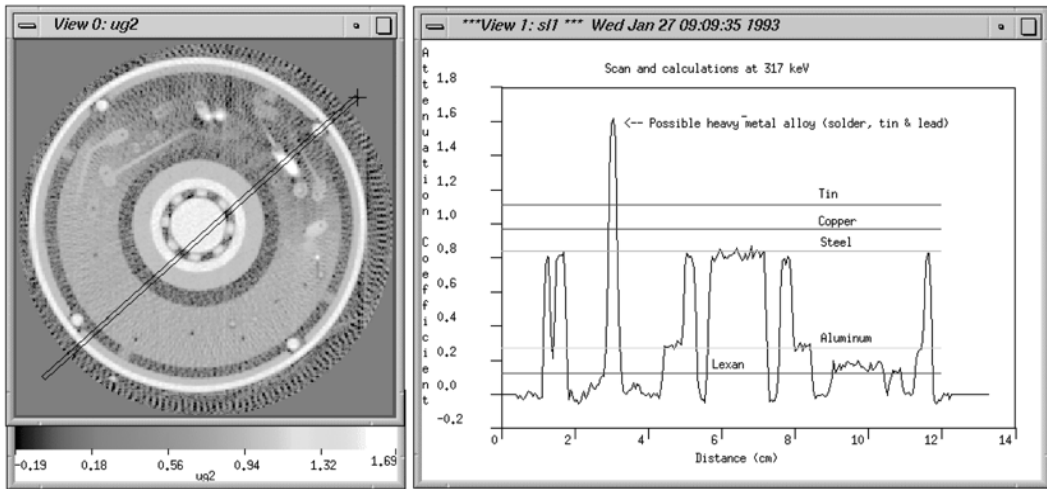 View 0: ug2
-0.19 0.18 0.56 0.94 1.32 1.69
ug2
***View 1: sl1 *** Wed Jan 27 09:09:35 1993
Scan and calculations at 317 keV
Attenuation Coefficient
1.8
1.6
1.4
1.2
1.0
0.8
0.6
0.4
0.2
0.0
-0.2
<-- Possible heavy metal alloy (solder, tin & lead)
Tin
Copper
Steel
Aluminum
Lexan
0 2 4 6 8 10 12 14
Distance (cm)